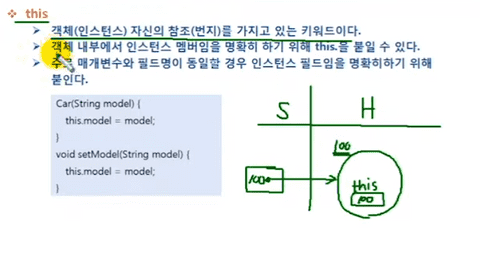 this
객체(인스턴스) 자신의 참조(번지)를 가지고 있는 키워드이다.
객체 내부에서 인스턴스 멤버임을 명확히 하기 위해 this.을 붙일 수 있다.
매개변수와 필드명이 동일할 경우 인스턴스 필드임을 명확히하기 위해
붙인다.
Car(String model) {
this.model = model;
}
void setModel(String model) {
this.model = model;
}
S H
100
100
this
100